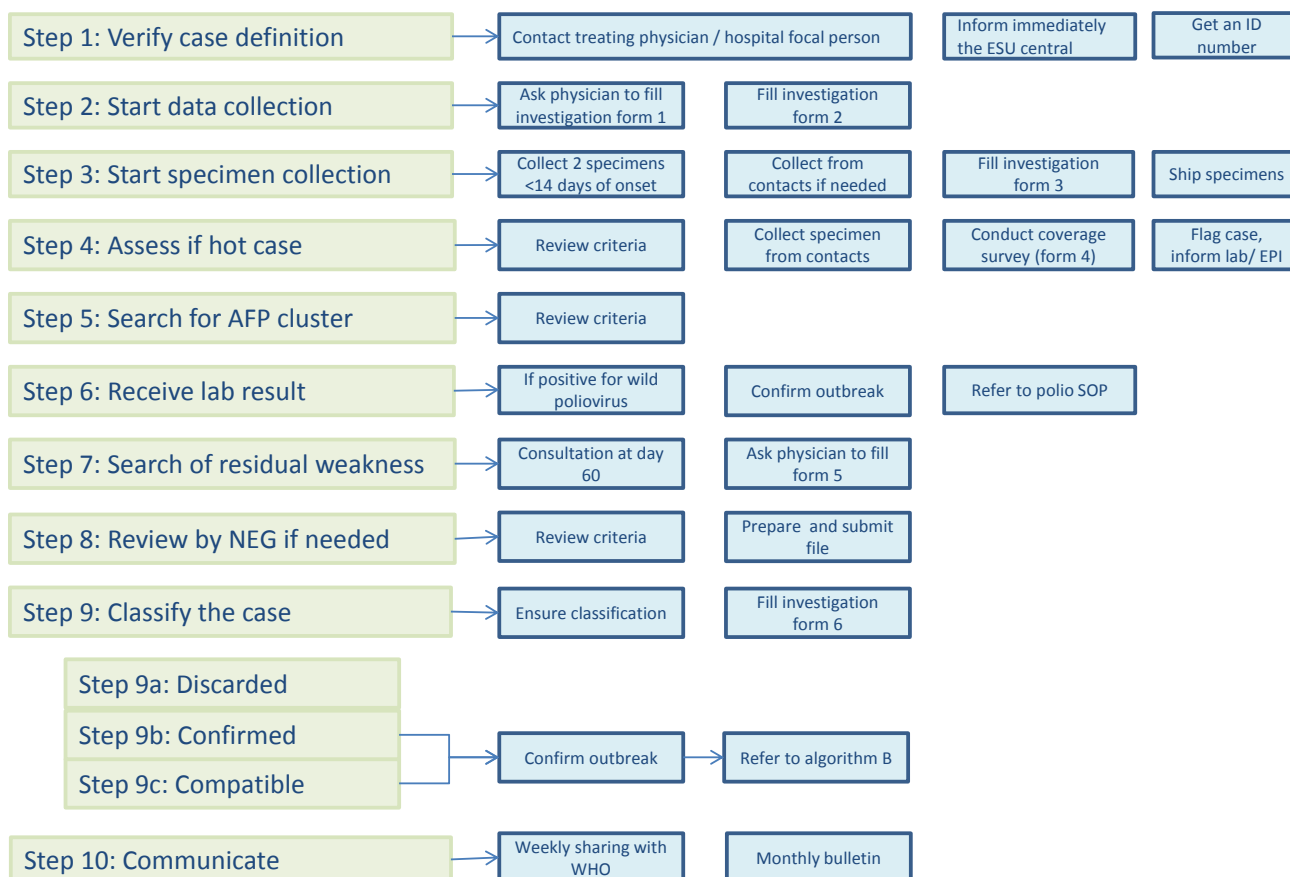 Step 1: Verify case definition
Contact treating physician / hospital focal person
Inform immediately
the ESU central
Get an ID
number
Step 2: Start data collection
Ask physician to fill
investigation form 1
Fill investigation
form 2
Step 3: Start specimen collection
Collect 2 specimens
<14 days of onset
Collect from
contacts if needed
Fill investigation
form 3
Ship specimens
Step 4: Assess if hot case
Review criteria
Collect specimen
from contacts
Conduct coverage
survey (form 4)
Flag case,
inform lab/ EPI
Step 5: Search for AFP cluster
Review criteria
Step 6: Receive lab result
If positive for wild
poliovirus
Confirm outbreak
Refer to polio SOP
Step 7: Search of residual weakness
Consultation at day
60
Ask physician to fill
form 5
Step 8: Review by NEG if needed
Review criteria
Prepare and submit
file
Step 9: Classify the case
Ensure classification
Fill investigation
form 6
Step 9a: Discarded
Step 9b: Confirmed
Step 9c: Compatible
Confirm outbreak
Refer to algorithm B
Step 10: Communicate
Weekly sharing with
WHO
Monthly bulletin